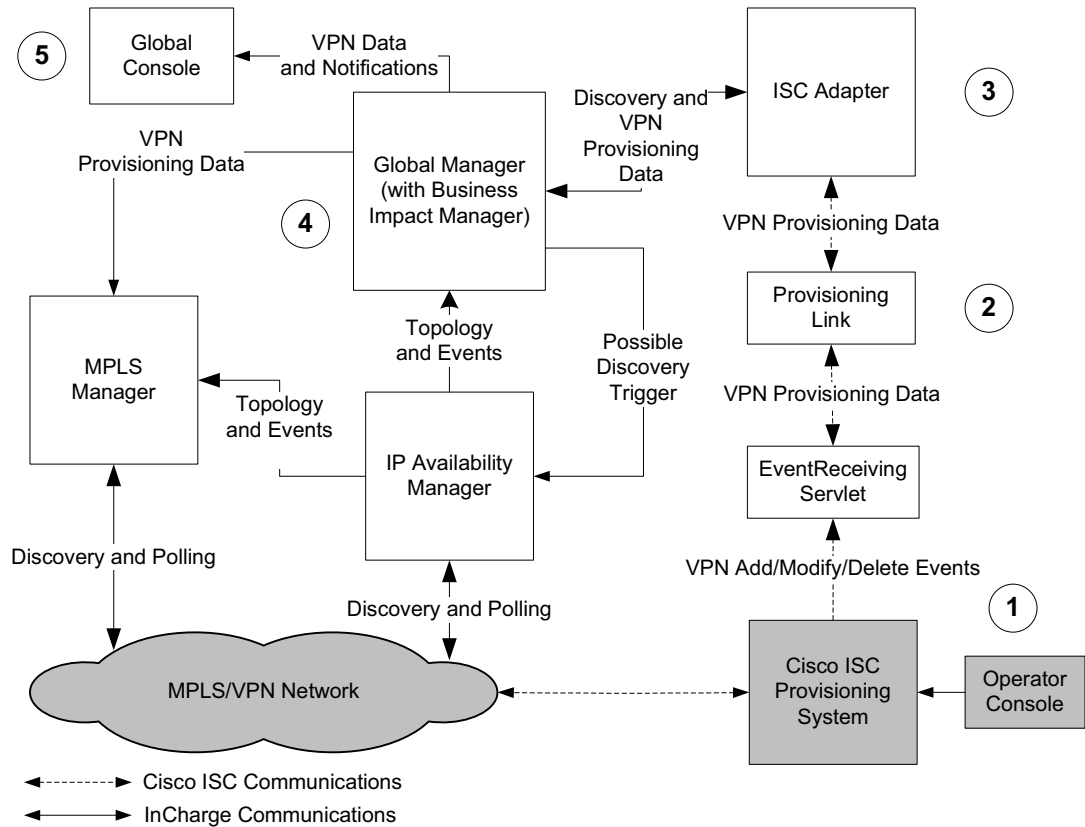 5
Global
Console
VPN Data
and Notifications
Discovery and
VPN
Provisioning
Data
ISC Adapter
3
VPN
Provisioning Data
Global Manager
(with Business
Impact Manager)
4
VPN Provisioning Data
MPLS
Manager
Topology
and Events
Possible
Discovery
Trigger
Provisioning
Link
2
Topology
and Events
VPN Provisioning Data
IP Availability
Manager
EventReceiving
Servlet
Discovery and Polling
VPN Add/Modify/Delete Events
Discovery and Polling
1
MPLS/VPN Network
Cisco ISC
Provisioning
System
Operator
Console
Cisco ISC Communications
InCharge Communications